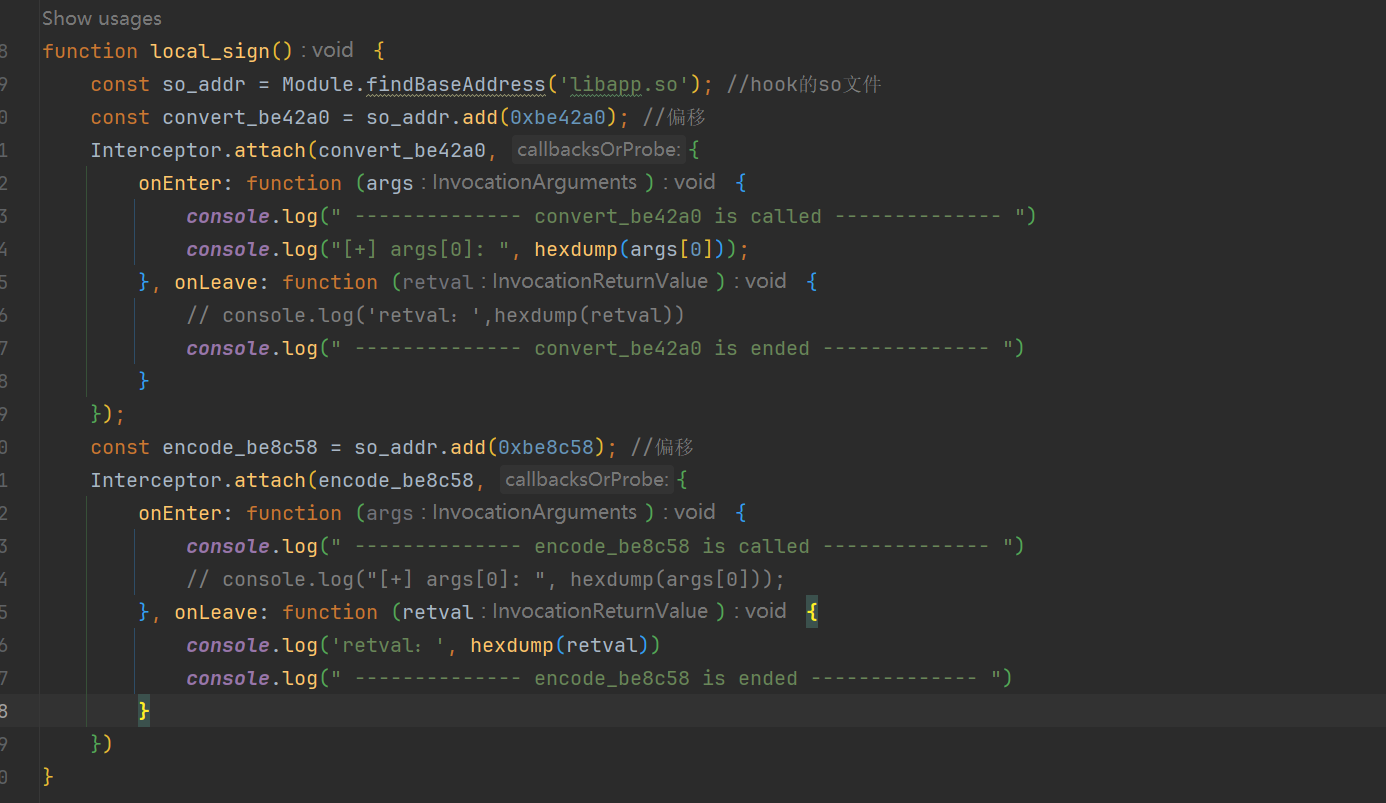 Show usages
8 function local_sign() : void {
9 const so_addr = Module.findBaseAddress('libapp.so'); //hook的so文件
0 const convert_be42a0 = so_addr.add(0xbe42a0); //偏移
1 Interceptor.attach(convert_be42a0, callbacksOrProbe: {
2 onEnter: function (args : InvocationArguments ) : void {
3 console.log(" -------------- convert_be42a0 is called -------------- ")
4 console.log("[+] args[0]: ", hexdump(args[0]));
5 }, onLeave: function (retval : InvocationReturnValue ) : void {
6 // console.log('retval：',hexdump(retval))
7 console.log(" -------------- convert_be42a0 is ended -------------- ")
8 }
9 });
0 const encode_be8c58 = so_addr.add(0xbe8c58); //偏移
1 Interceptor.attach(encode_be8c58, callbacksOrProbe: {
2 onEnter: function (args : InvocationArguments ) : void {
3 console.log(" -------------- encode_be8c58 is called -------------- ")
4 // console.log("[+] args[0]: ", hexdump(args[0]));
5 }, onLeave: function (retval : InvocationReturnValue ) : void {
6 console.log('retval：', hexdump(retval))
7 console.log(" -------------- encode_be8c58 is ended -------------- ")
8 }
9 })
0 }